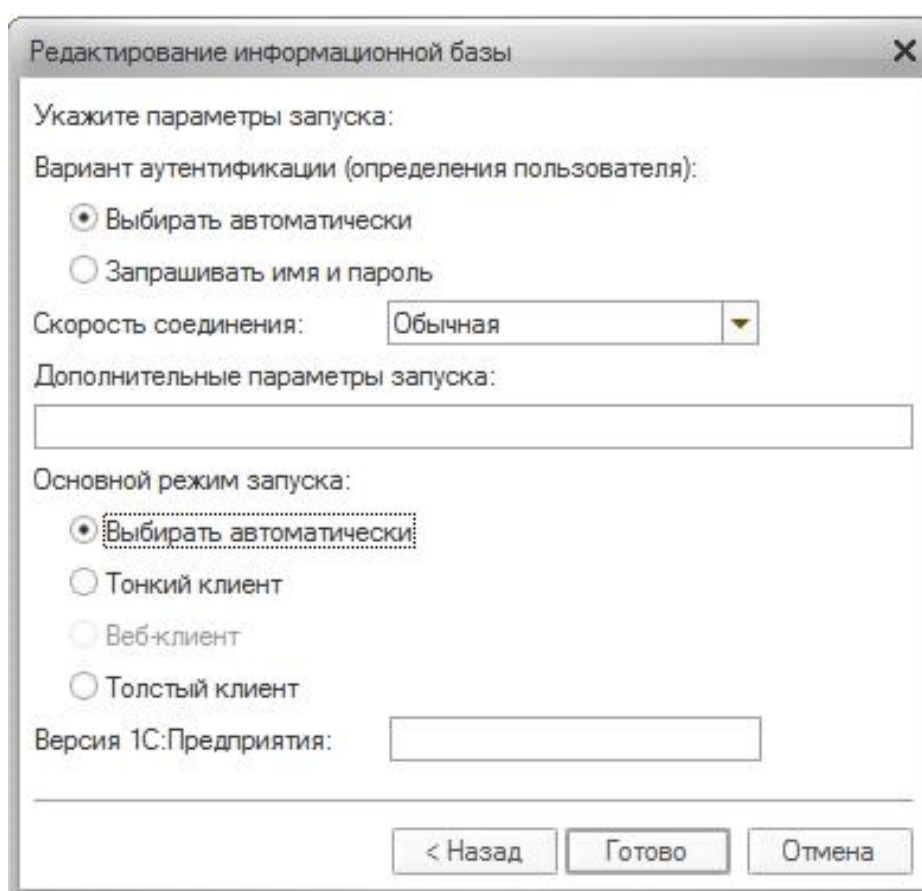 Редактирование информационной базы
Укажите параметры запуска:
Вариант аутентификации (определения пользователя):
Выбирать автоматически
Запрашивать имя и пароль
Скорость соединения: Обычная
Дополнительные параметры запуска:
Основной режим запуска:
Выбирать автоматически
Тонкий клиент
Веб-клиент
Толстый клиент
Версия 1С:Предприятия:
< Назад Готово Отмена